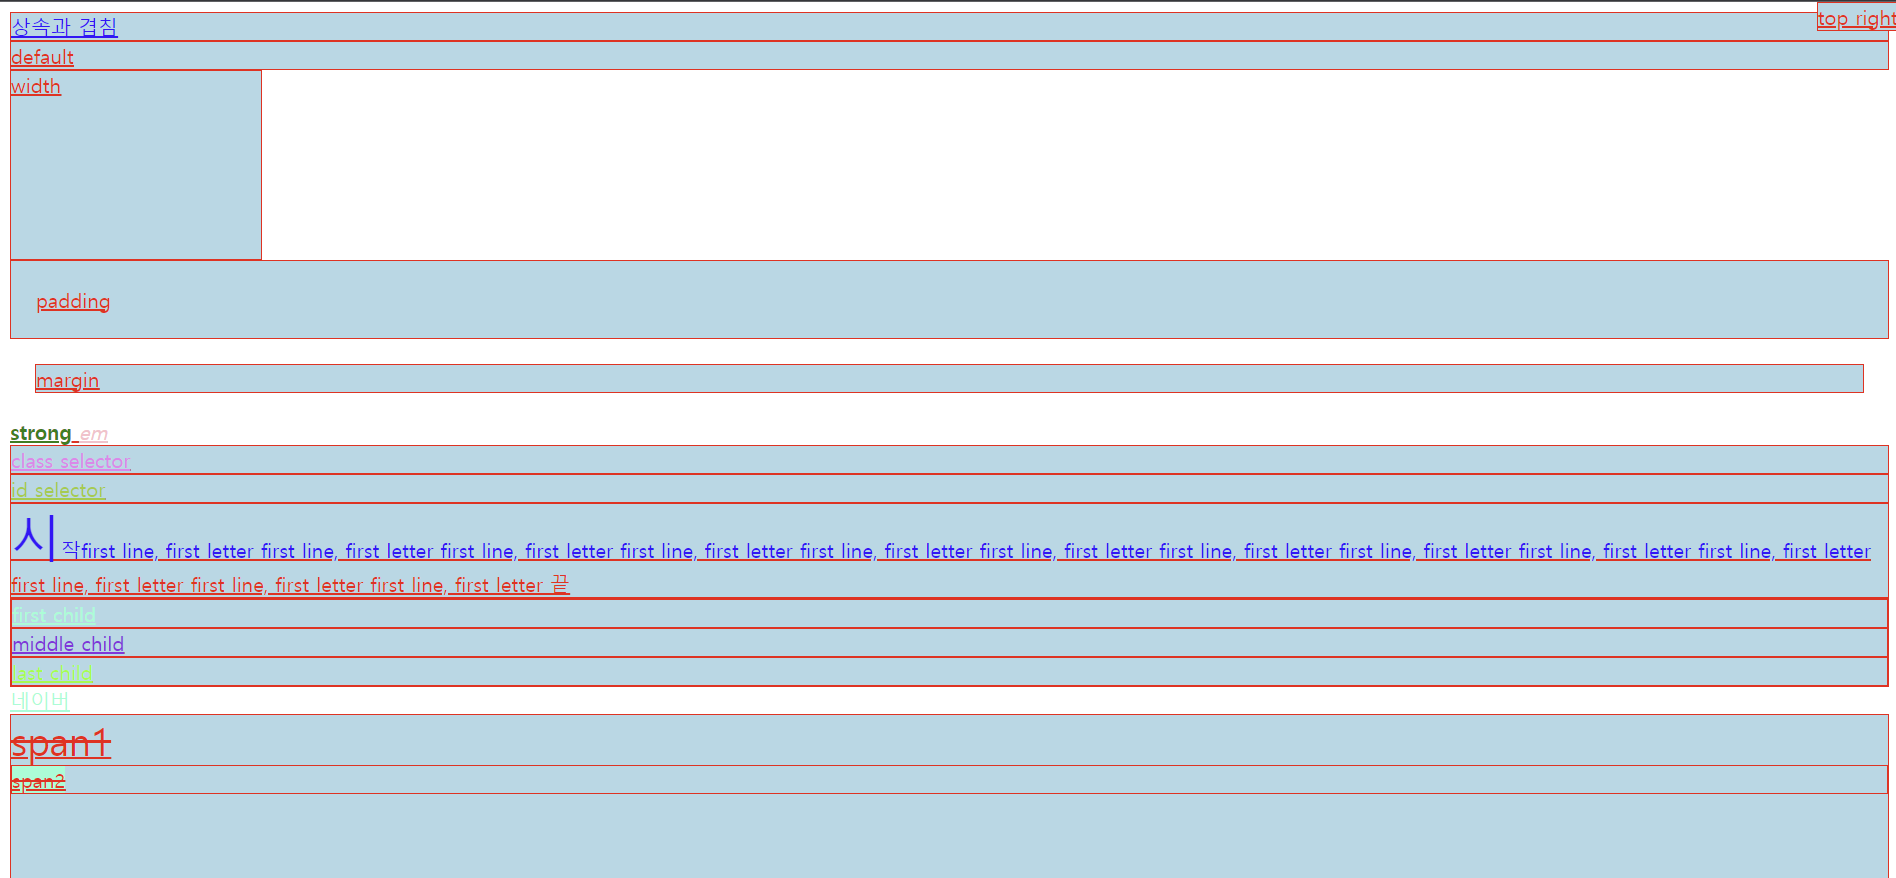 상속과 겹침
top right
default
width
padding
margin
strong em
class selector
id selector
시작first line, first letter first line, first letter first line, first letter first line, first letter first line, first letter first line, first letter first line, first letter first line, first letter first line, first letter first line, first letter
first line, first letter first line, first letter first line, first letter 끝
first child
middle child
last child
네이버
span1
span2